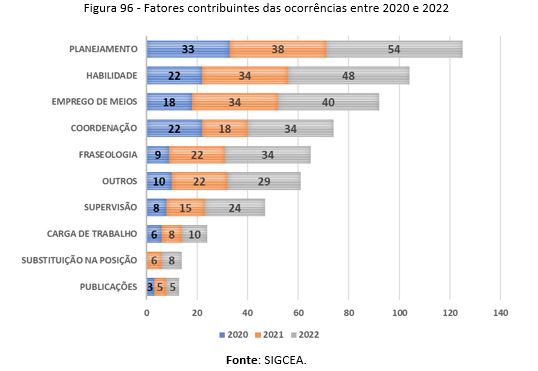 Figura 96 - Fatores contribuintes das ocorrências entre 2020 e 2022
PLANEJAMENTO 33 38 54
HABILIDADE 22 34 48
EMPREGO DE MEIOS 18 34 40
COORDENAÇÃO 22 18 34
FRASEOLOGIA 9 22 34
OUTROS 10 22 29
SUPERVISÃO 8 15 24
CARGA DE TRABALHO 6 8 10
SUBSTITUIÇÃO NA POSIÇÃO 6 8
PUBLICAÇÕES 3 5 5
0 20 40 60 80 100 120 140
2020 2021 2022
Fonte: SIGCEA.